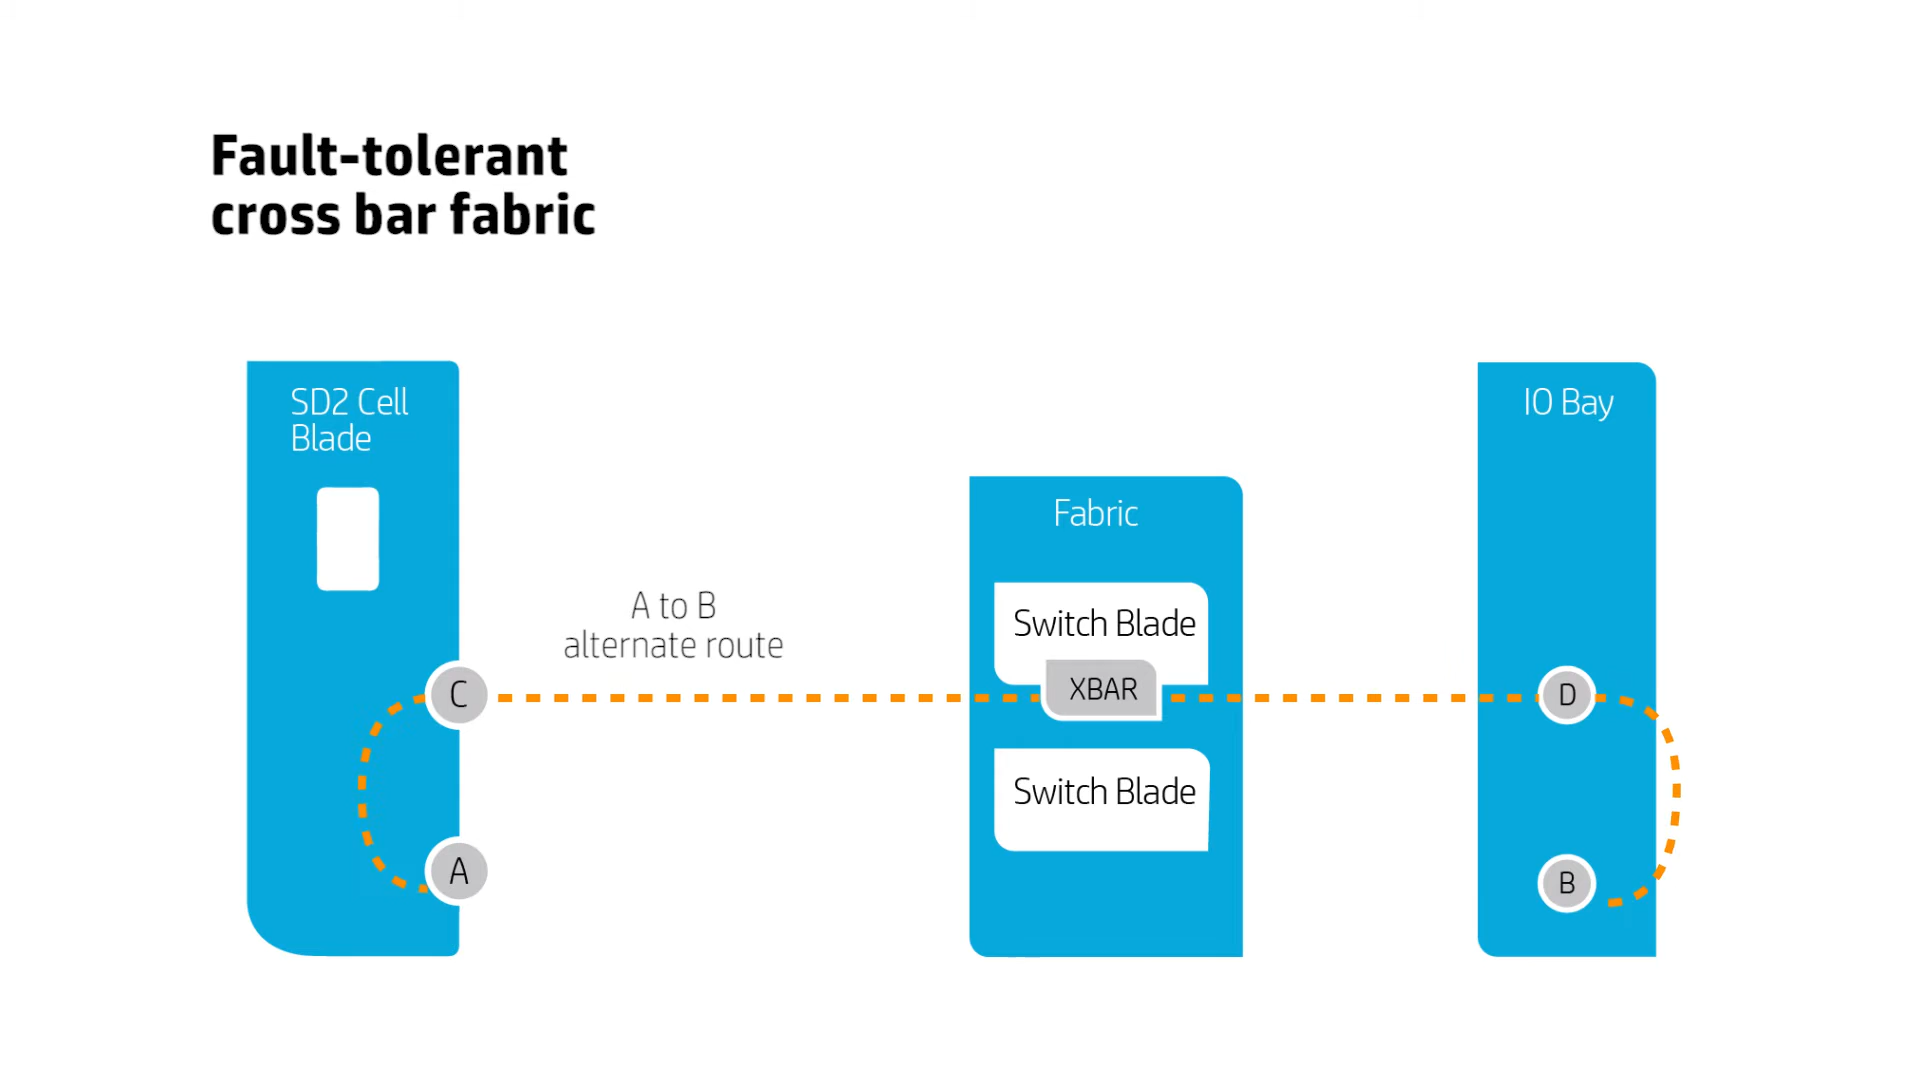 Fault-tolerant
cross bar fabric
SD2 Cell
Blade
IO Bay
Fabric
A to B
alternate route
Switch Blade
XBAR
C
D
Switch Blade
A
B